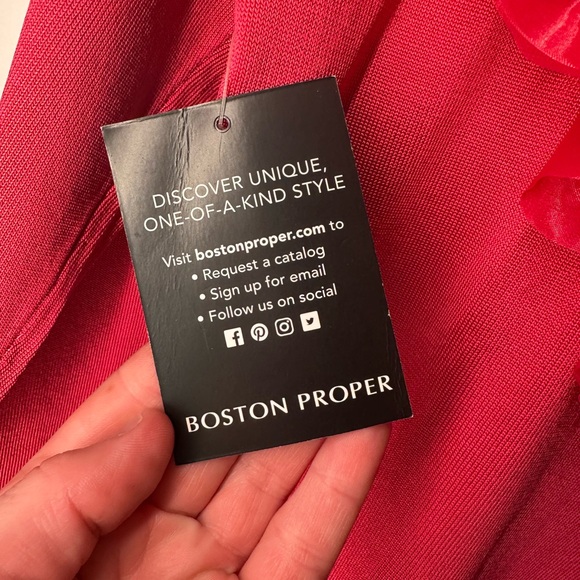 DISCOVER UNIQUE,
ONE-OF-A-KIND STYLE
Visit bostonproper.com to
• Request a catalog
• Sign up for email
• Follow us on social
BOSTON PROPER